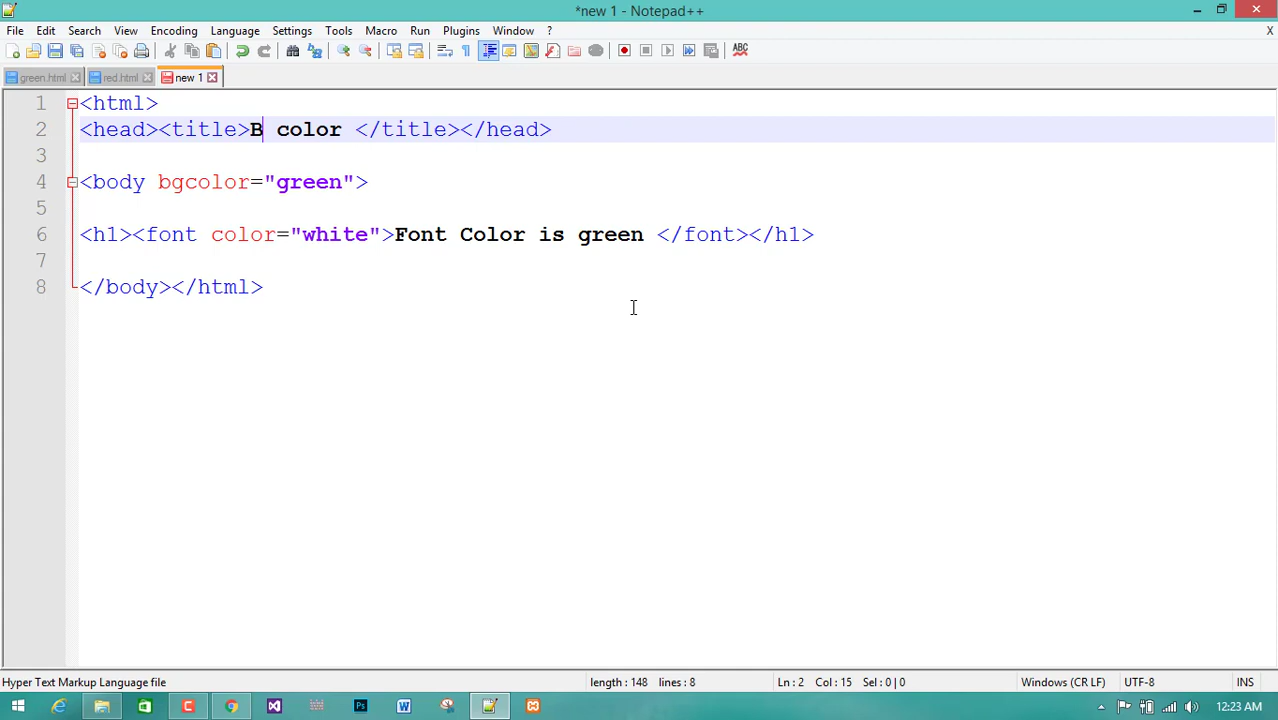 *new 1 - Notepad++
File Edit Search View Encoding Language Settings Tools Macro Run Plugins Window ? X
ABC
green.html red.html new 1
1 <html>
2 <head><title>B color </title></head>
3
4 <body bgcolor="green">
5
6 <h1><font color="white">Font Color is green </font></h1>
7
8 </body></html>
Hyper Text Markup Language file length : 148 lines : 8 Ln : 2 Col : 15 Sel : 0 | 0 Windows (CR LF) UTF-8 INS
12:23 AM